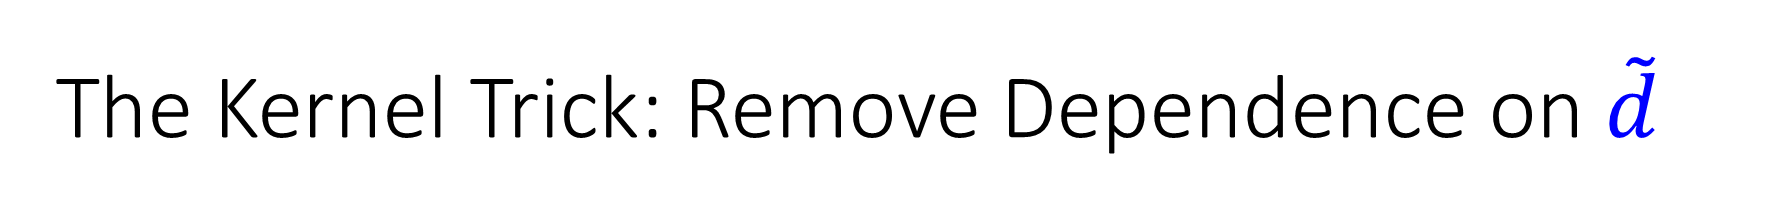 The Kernel Trick: Remove Dependence on d̃